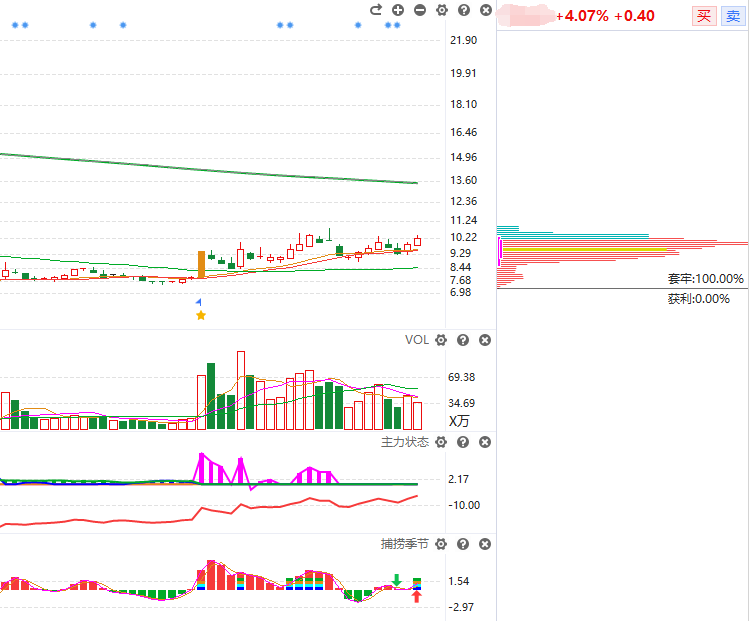 +4.07% +0.40 买 卖
21.90
19.91
18.10
16.46
14.96
13.60
12.36
11.24
10.22
9.29
8.44
7.68
6.98
套牢:100.00%
获利:0.00%
VOL
69.38
34.69
X万
主力状态
2.17
-10.00
捕捞季节
1.54
-2.97